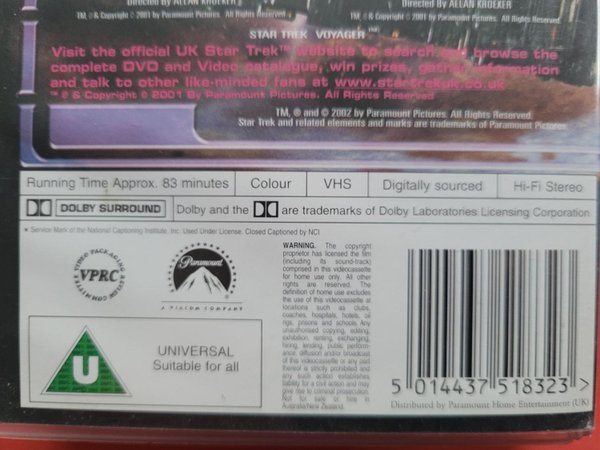 Directed by ALLAN KROEKER
Directed by ALLAN KROEKER
TM, ® & Copyright © 2001 by Paramount Pictures. All Rights Reserved
TM, ® & Copyright © 2001 by Paramount Pictures. All Rights Reserved
STAR TREK VOYAGER™
Visit the official UK Star Trek™ website to search and browse the
complete DVD and Video catalogue, win prizes, gather information
and talk to other like-minded fans at www.startrekuk.co.uk
™ ® & Copyright © 2001 By Paramount Pictures. All Rights Reserved
TM, ® and © 2002 by Paramount Pictures. All Rights Reserved.
Star Trek and related elements and marks are trademarks of Paramount Pictures
Running Time Approx. 83 minutes Colour VHS Digitally sourced Hi-Fi Stereo
DOLBY SURROUND Dolby and the are trademarks of Dolby Laboratories Licensing Corporation
* Service Mark of the National Captioning Institute, Inc. Used Under License. Closed Captioned by NCI
VIDEO PACKAGING REVIEW COMMITTEE
VPRC
Paramount
A VIACOM COMPANY
U
UNIVERSAL
Suitable for all
WARNING. The copyright
proprietor has licensed the film
(including its sound-track)
comprised in this videocassette
for home use only. All other
rights are reserved. The
definition of home use excludes
the use of this videocassette at
locations such as clubs,
coaches, hospitals, hotels, oil
rigs, prisons and schools Any
unauthorised copying, editing,
exhibition, renting, exchanging,
hiring, lending, public perform-
ance, diffusion and/or broadcast
of this videocassette or any part
thereof is strictly prohibited and
any such action establishes
liability for a civil action and may
give rise to criminal prosecution.
Not for sale or hire in
Australia/New Zealand.
5 014437 518323 >
Distributed by Paramount Home Entertainment (UK)